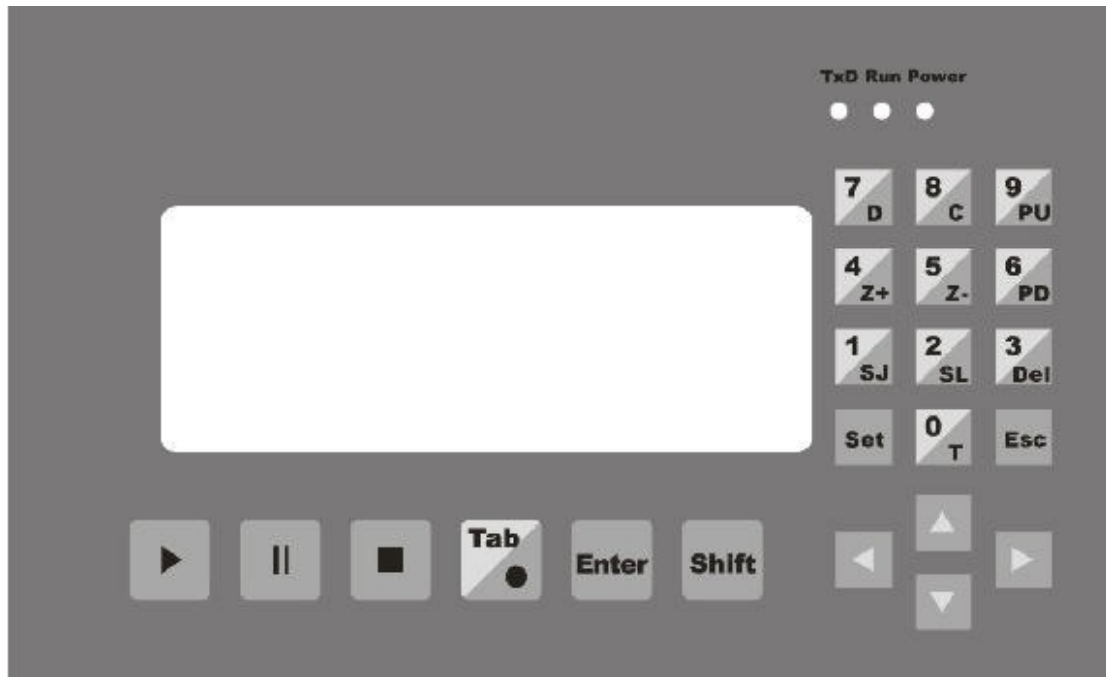 TxD Run Power
7 D 8 C 9 PU
4 Z+ 5 Z- 6 PD
1 SJ 2 SL 3 Del
Set 0 T Esc
Tab Enter Shift